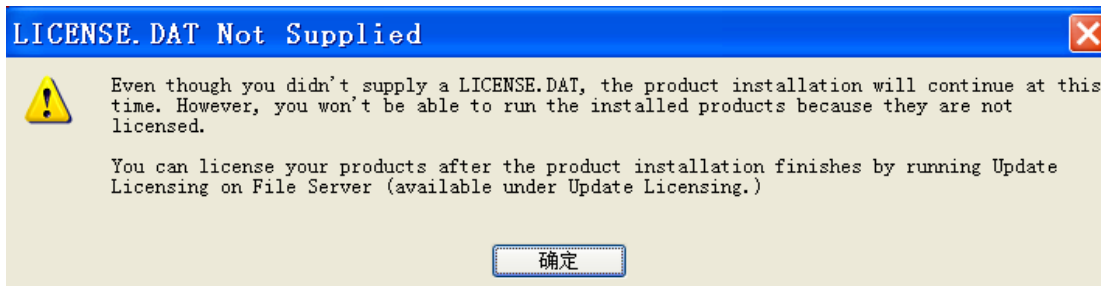 LICENSE.DAT Not Supplied
Even though you didn't supply a LICENSE.DAT, the product installation will continue at this
time. However, you won't be able to run the installed products because they are not
licensed.
You can license your products after the product installation finishes by running Update
Licensing on File Server (available under Update Licensing.)
确定